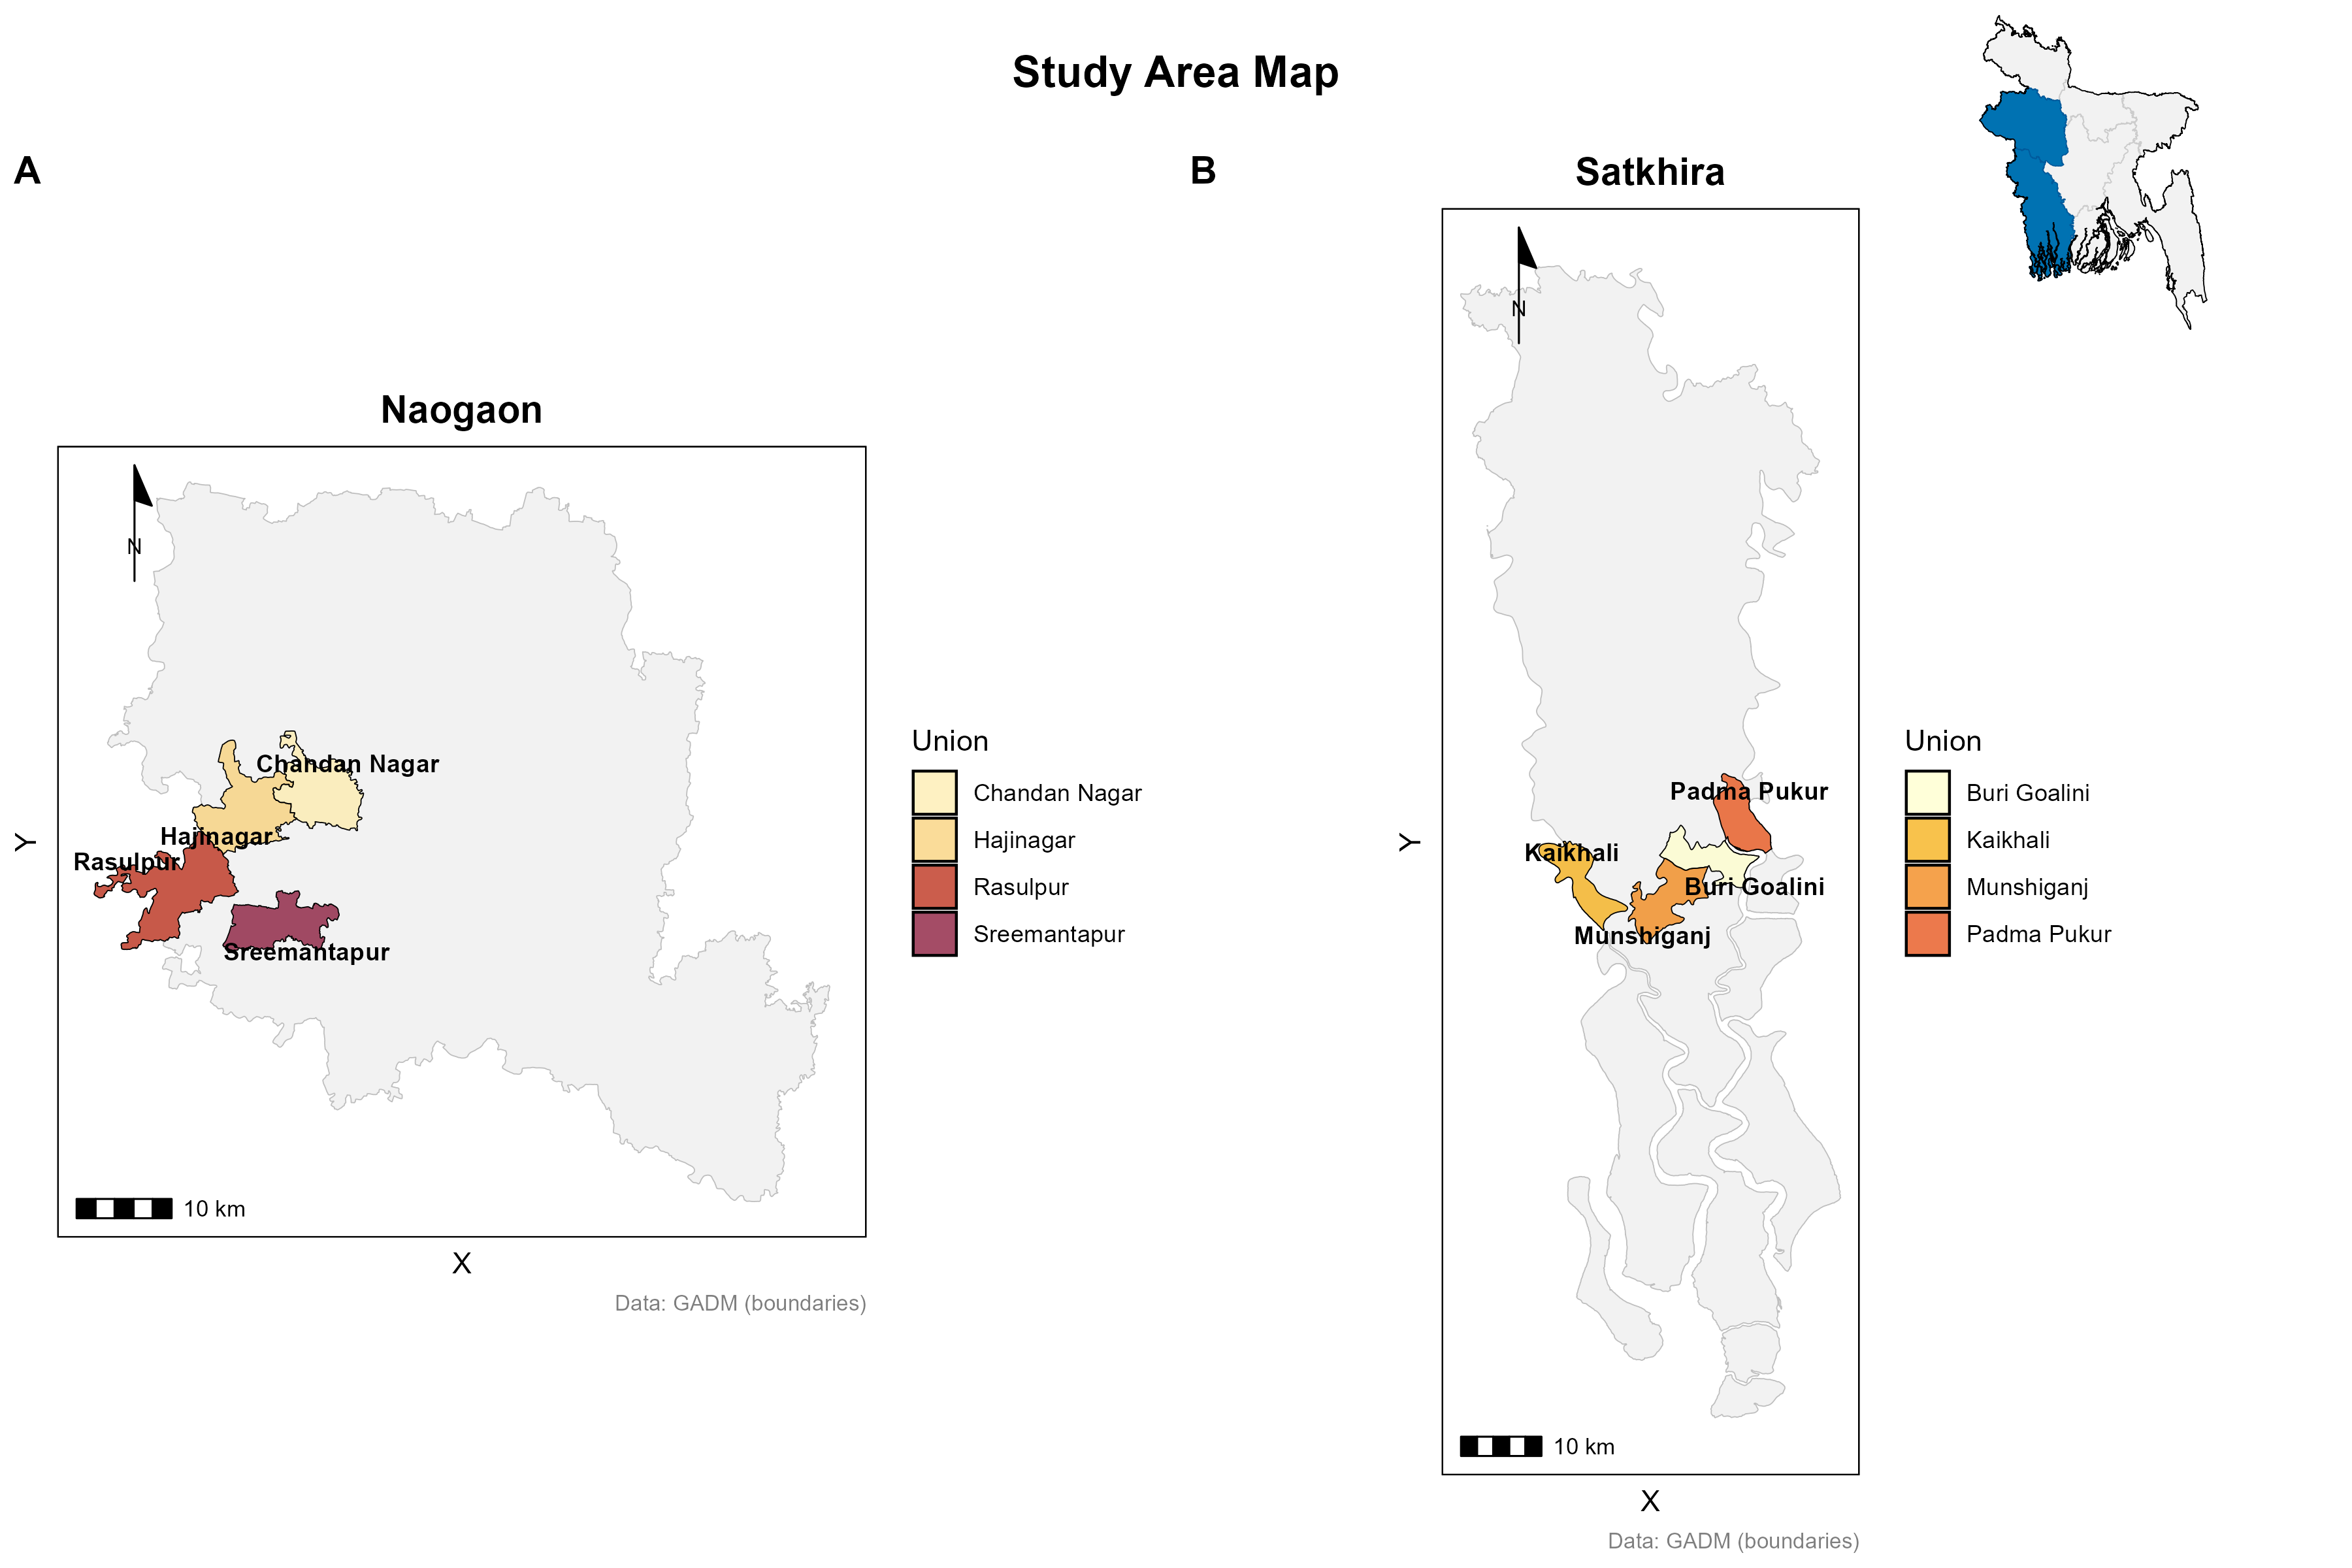 Study Area Map
A
Naogaon
N
Chandan Nagar
Hajinagar
Rasulpur
Sreemantapur
10 km
Y
X
Data: GADM (boundaries)
Union
Chandan Nagar
Hajinagar
Rasulpur
Sreemantapur
B
Satkhira
N
Padma Pukur
Kaikhali
Buri Goalini
Munshiganj
10 km
Y
X
Data: GADM (boundaries)
Union
Buri Goalini
Kaikhali
Munshiganj
Padma Pukur